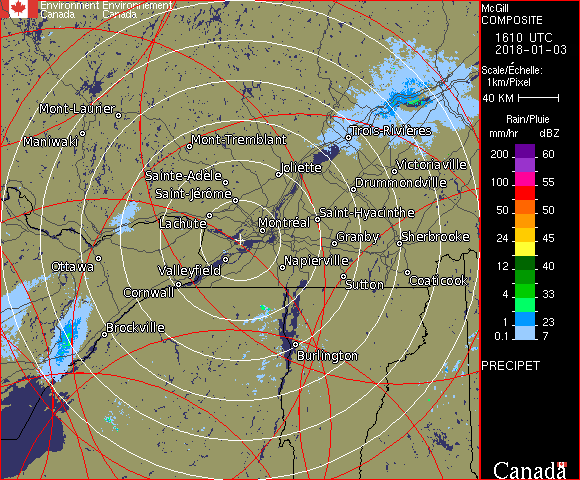 Environment Environnement
Canada Canada
McGill
COMPOSITE
1610 UTC
2018-01-03
Scale/Échelle:
1km/Pixel
40 KM
Rain/Pluie
mm/hr dBZ
200 60
100 55
50 50
24 45
12 40
4 33
1 23
0.1 7
PRECIPET
Canada
Mont-Laurier
Maniwaki
Mont-Tremblant
Trois-Rivières
Joliette
Victoriaville
Sainte-Adèle
Drummondville
Saint-Jérôme
Saint-Hyacinthe
Lachute
Montréal
Granby
Sherbrooke
Ottawa
Valleyfield
Napierville
Coaticook
Cornwall
Sutton
Brockville
Burlington